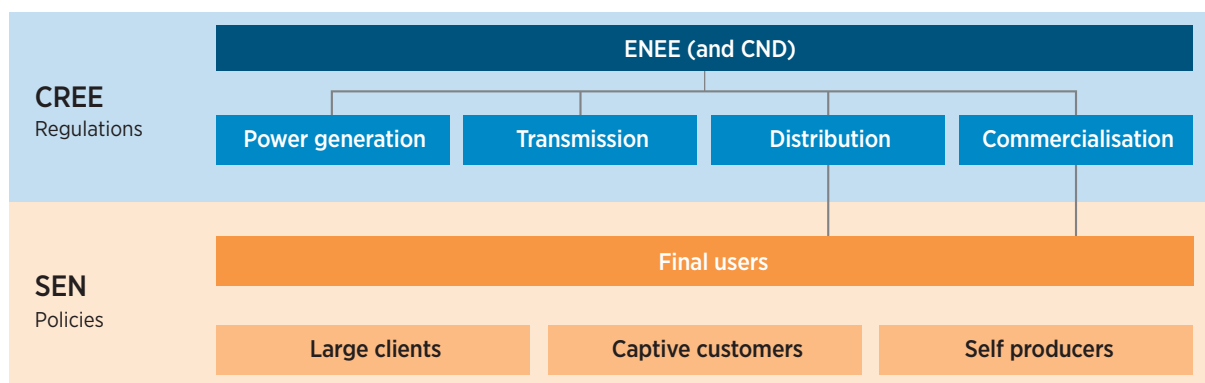 ENEE (and CND)
CREE
Regulations
Power generation
Transmission
Distribution
Commercialisation
Final users
SEN
Policies
Large clients
Captive customers
Self producers